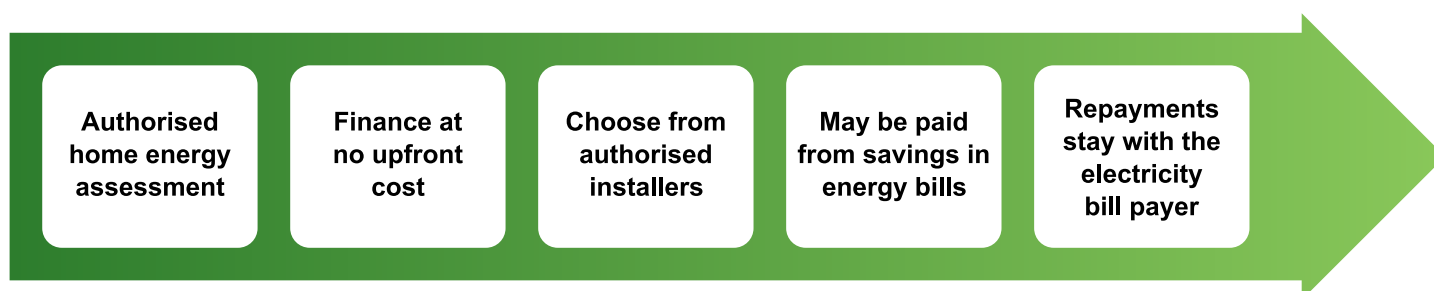 Authorised
home energy
assessment
Finance at
no upfront
cost
Choose from
authorised
installers
May be paid
from savings in
energy bills
Repayments
stay with the
electricity
bill payer